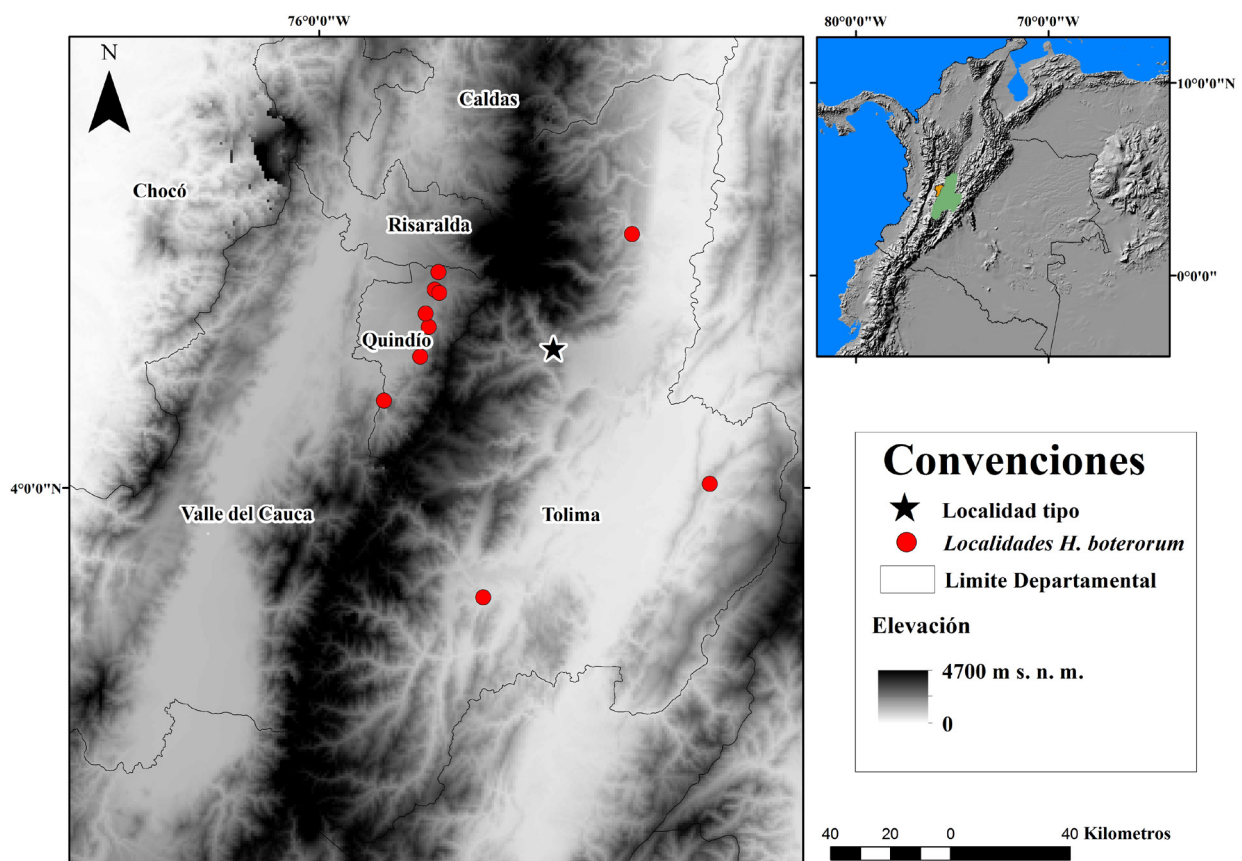 76°0'0"W
N
Caldas
Chocó
Risaralda
Quindío
4°0'0"N
Valle del Cauca
Tolima
80°0'0"W
70°0'0"W
10°0'0"N
0°0'0"
Convenciones
Localidad tipo
Localidades H. boterorum
Limite Departamental
Elevación
4700 m s. n. m.
0
40 20 0 40 Kilometros